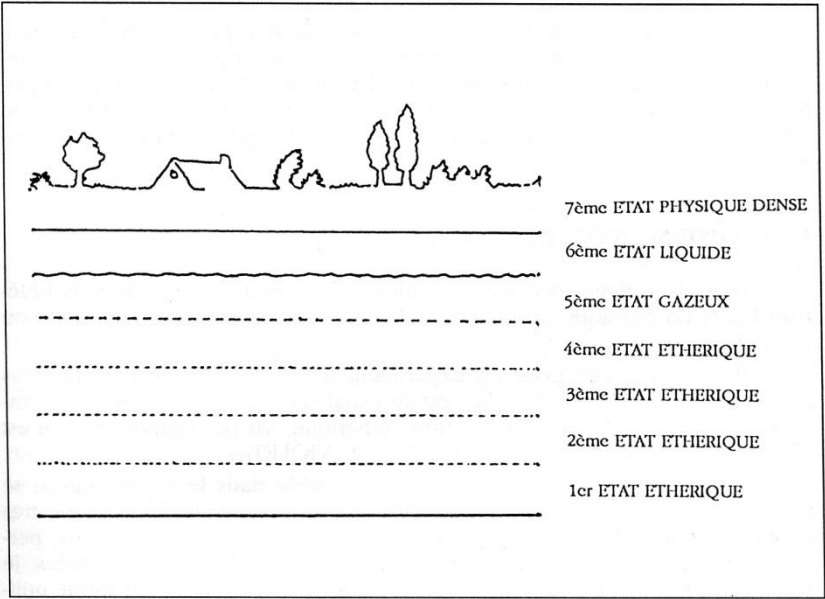 7ème ETAT PHYSIQUE DENSE
6ème ETAT LIQUIDE
5ème ETAT GAZEUX
4ème ETAT ETHERIQUE
3ème ETAT ETHERIQUE
2ème ETAT ETHERIQUE
1er ETAT ETHERIQUE